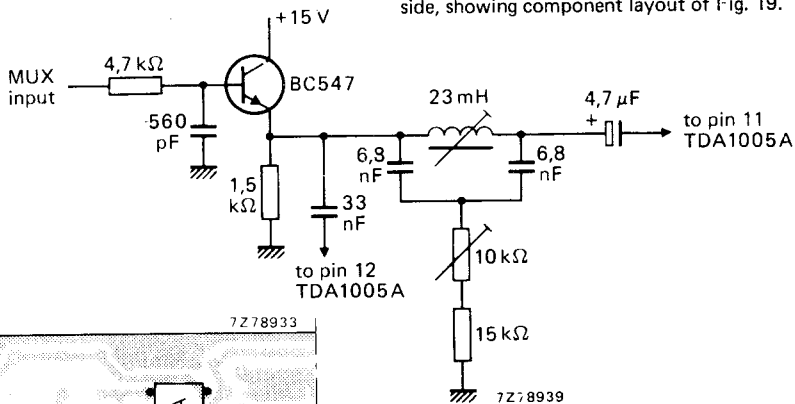 side, showing component layout of Fig. 19.
+15 V
4,7 kΩ
MUX
input
BC547
560
pF
23 mH
4,7 µF
+
to pin 11
TDA1005A
6,8
nF
6,8
nF
1,5
kΩ
33
nF
to pin 12
TDA1005A
10 kΩ
15 kΩ
7Z78933
7Z78939